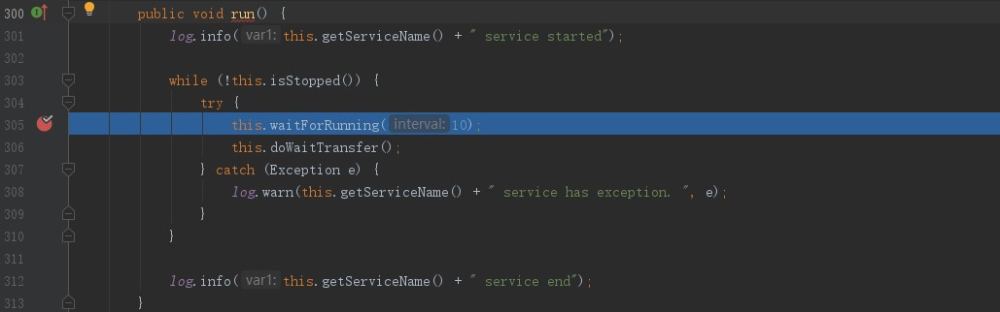 300 public void run() {
301 log.info( var1: this.getServiceName() + " service started");
302
303 while (!this.isStopped()) {
304 try {
305 this.waitForRunning( interval: 10);
306 this.doWaitTransfer();
307 } catch (Exception e) {
308 log.warn(this.getServiceName() + " service has exception. ", e);
309 }
310 }
311
312 log.info( var1: this.getServiceName() + " service end");
313 }